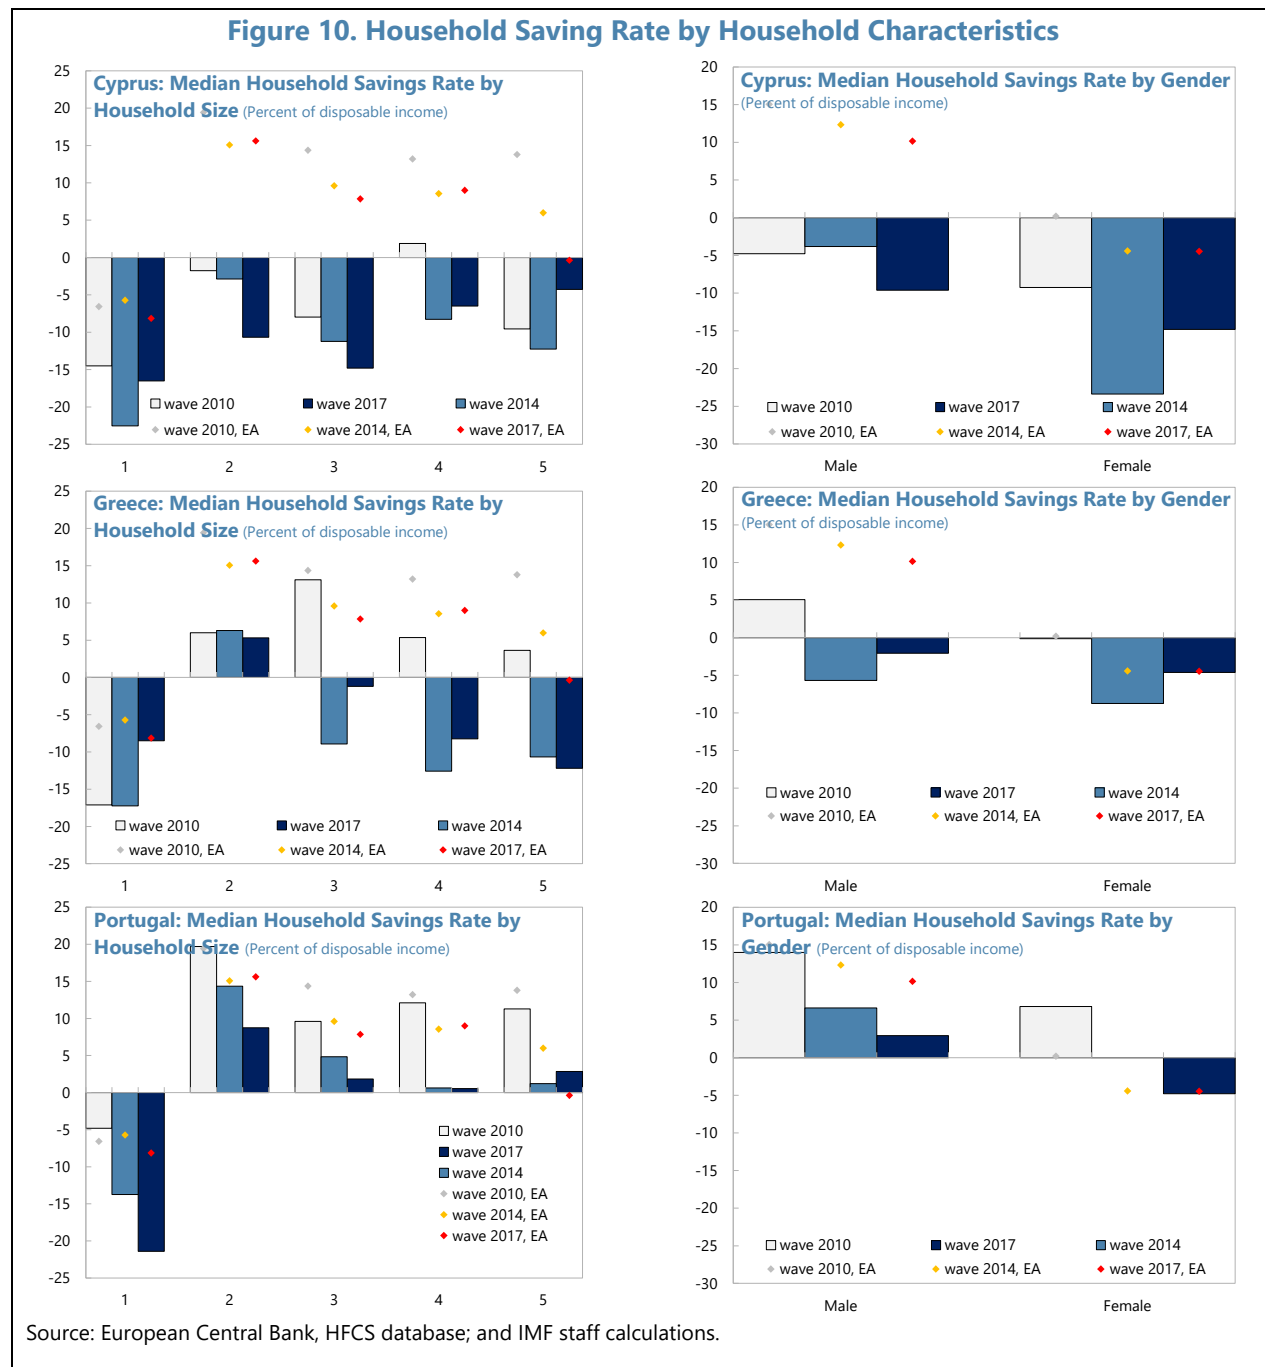 Figure 10. Household Saving Rate by Household Characteristics
Cyprus: Median Household Savings Rate by
Household Size (Percent of disposable income)
25
20
15
10
5
0
-5
-10
-15
-20
-25
wave 2010 wave 2017 wave 2014
wave 2010, EA wave 2014, EA wave 2017, EA
1 2 3 4 5
Cyprus: Median Household Savings Rate by Gender
(Percent of disposable income)
20
15
10
5
0
-5
-10
-15
-20
-25
-30
wave 2010 wave 2017 wave 2014
wave 2010, EA wave 2014, EA wave 2017, EA
Male Female
Greece: Median Household Savings Rate by
Household Size (Percent of disposable income)
25
20
15
10
5
0
-5
-10
-15
-20
-25
wave 2010 wave 2017 wave 2014
wave 2010, EA wave 2014, EA wave 2017, EA
1 2 3 4 5
Greece: Median Household Savings Rate by Gender
(Percent of disposable income)
20
15
10
5
0
-5
-10
-15
-20
-25
-30
wave 2010 wave 2017 wave 2014
wave 2010, EA wave 2014, EA wave 2017, EA
Male Female
Portugal: Median Household Savings Rate by
Household Size (Percent of disposable income)
25
20
15
10
5
0
-5
-10
-15
-20
-25
wave 2010
wave 2017
wave 2014
wave 2010, EA
wave 2014, EA
wave 2017, EA
1 2 3 4 5
Portugal: Median Household Savings Rate by
Gender (Percent of disposable income)
20
15
10
5
0
-5
-10
-15
-20
-25
-30
wave 2010 wave 2017 wave 2014
wave 2010, EA wave 2014, EA wave 2017, EA
Male Female
Source: European Central Bank, HFCS database; and IMF staff calculations.